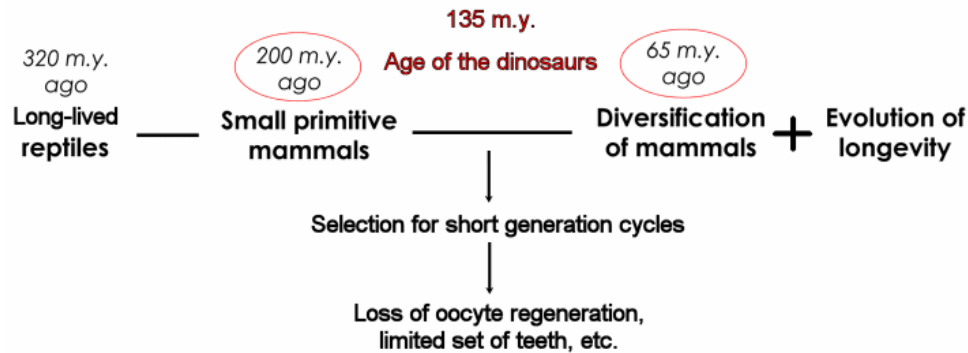 135 m.y.
Age of the dinosaurs
320 m.y.
ago
200 m.y.
ago
65 m.y.
ago
Long-lived
reptiles
Small primitive
mammals
Diversification
of mammals
+
Evolution of
longevity
Selection for short generation cycles
Loss of oocyte regeneration,
limited set of teeth, etc.